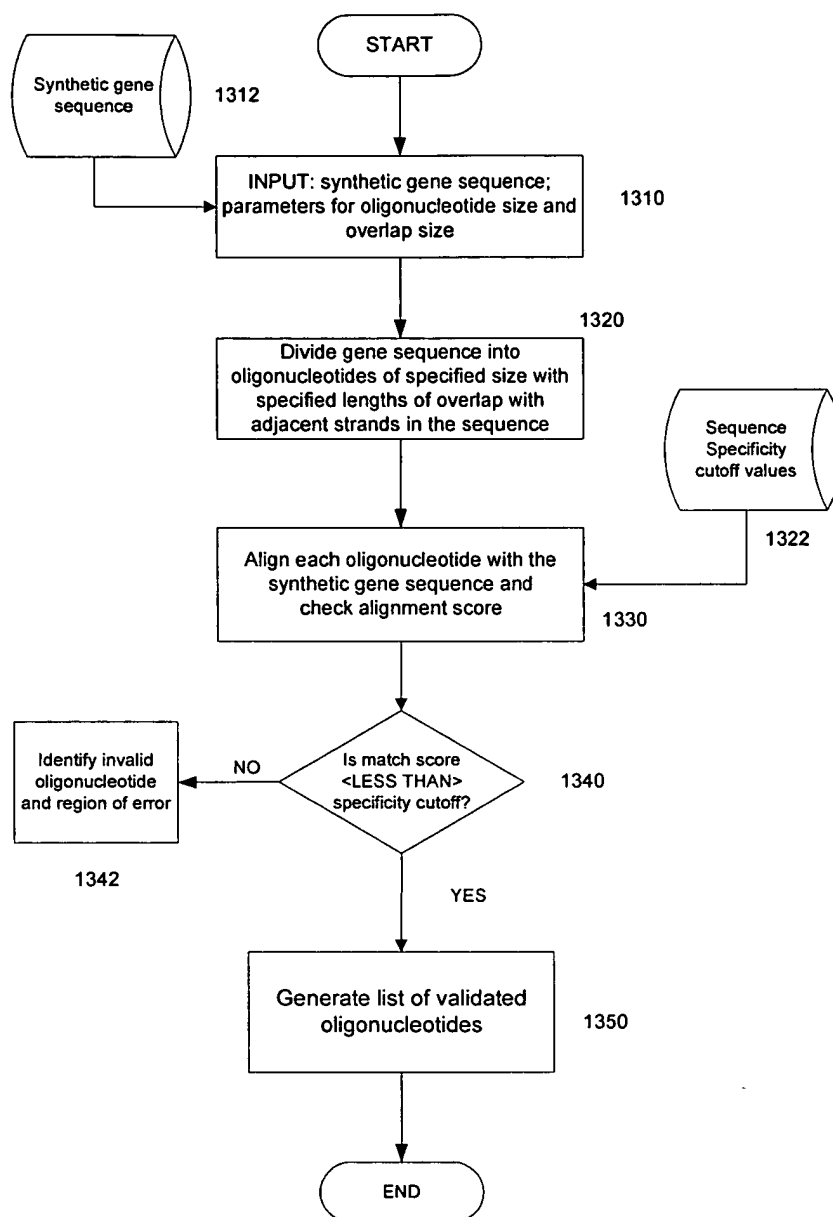 START
Synthetic gene
sequence
1312
INPUT: synthetic gene sequence;
parameters for oligonucleotide size and
overlap size
1310
1320
Divide gene sequence into
oligonucleotides of specified size with
specified lengths of overlap with
adjacent strands in the sequence
Sequence
Specificity
cutoff values
1322
Align each oligonucleotide with the
synthetic gene sequence and
check alignment score
1330
Is match score
<LESS THAN>
specificity cutoff?
1340
NO
Identify invalid
oligonucleotide
and region of error
1342
YES
Generate list of validated
oligonucleotides
1350
END